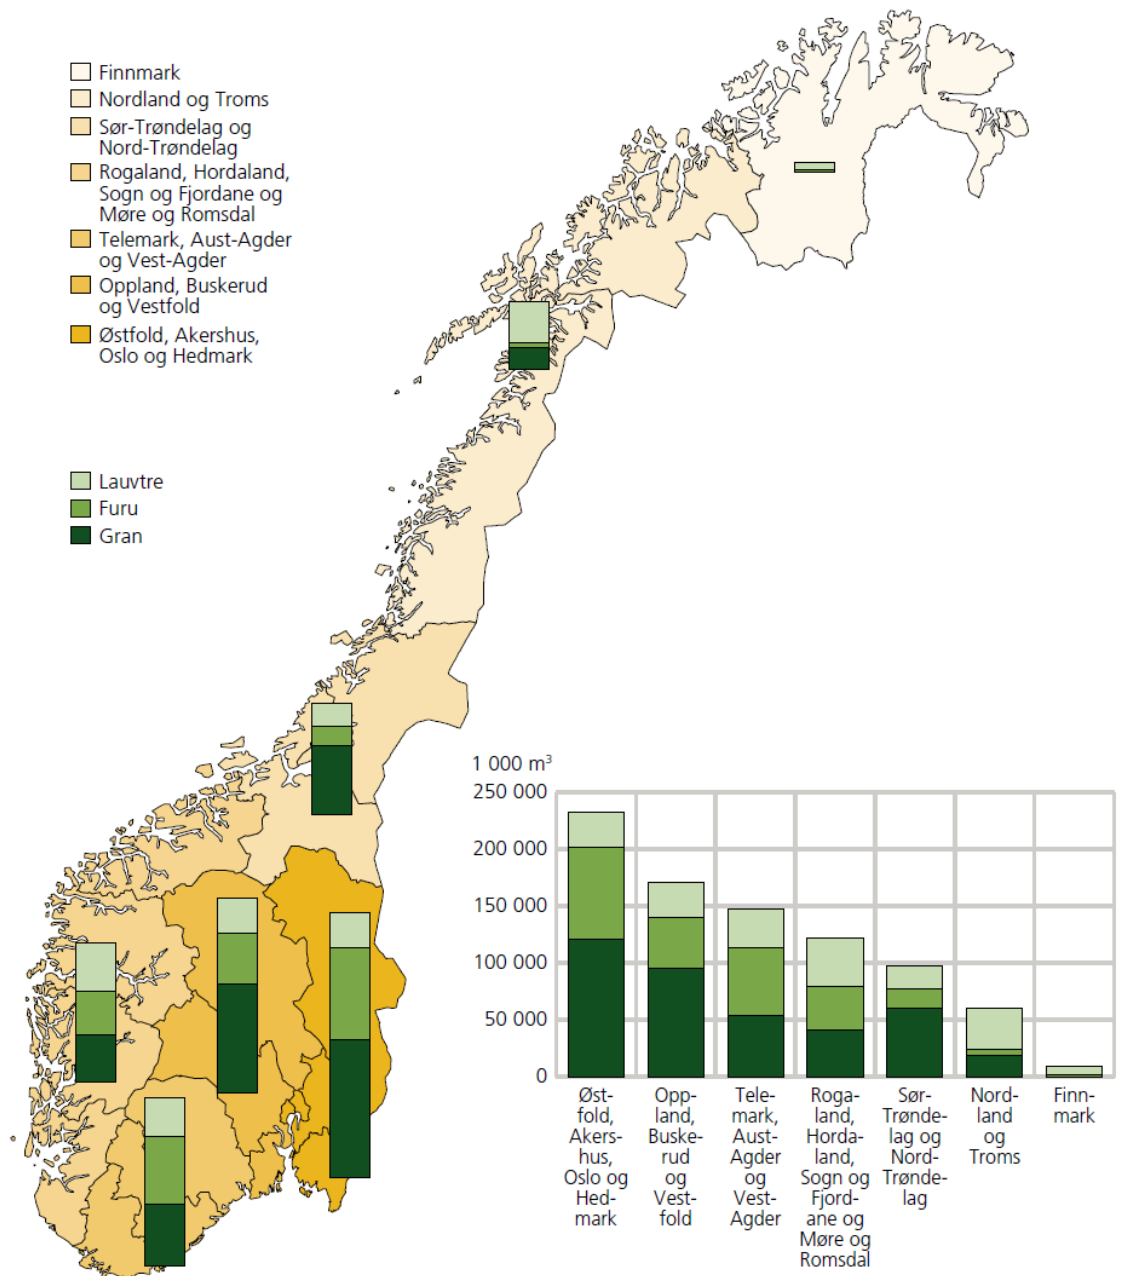 Finnmark
Nordland og Troms
Sør-Trøndelag og
Nord-Trøndelag
Rogaland, Hordaland,
Sogn og Fjordane og
Møre og Romsdal
Telemark, Aust-Agder
og Vest-Agder
Oppland, Buskerud
og Vestfold
Østfold, Akershus,
Oslo og Hedmark
Lauvtre
Furu
Gran
1 000 m³
250 000
200 000
150 000
100 000
50 000
0
Øst-
fold,
Akers-
hus,
Oslo og
Hed-
mark
Opp-
land,
Buske-
rud
og
Vest-
fold
Tele-
mark,
Aust-
Agder
og
Vest-
Agder
Roga-
land,
Horda-
land,
Sogn og
Fjord-
ane og
Møre og
Romsdal
Sør-
Trønde-
lag og
Nord-
Trønde-
lag
Nord-
land
og
Troms
Finn-
mark